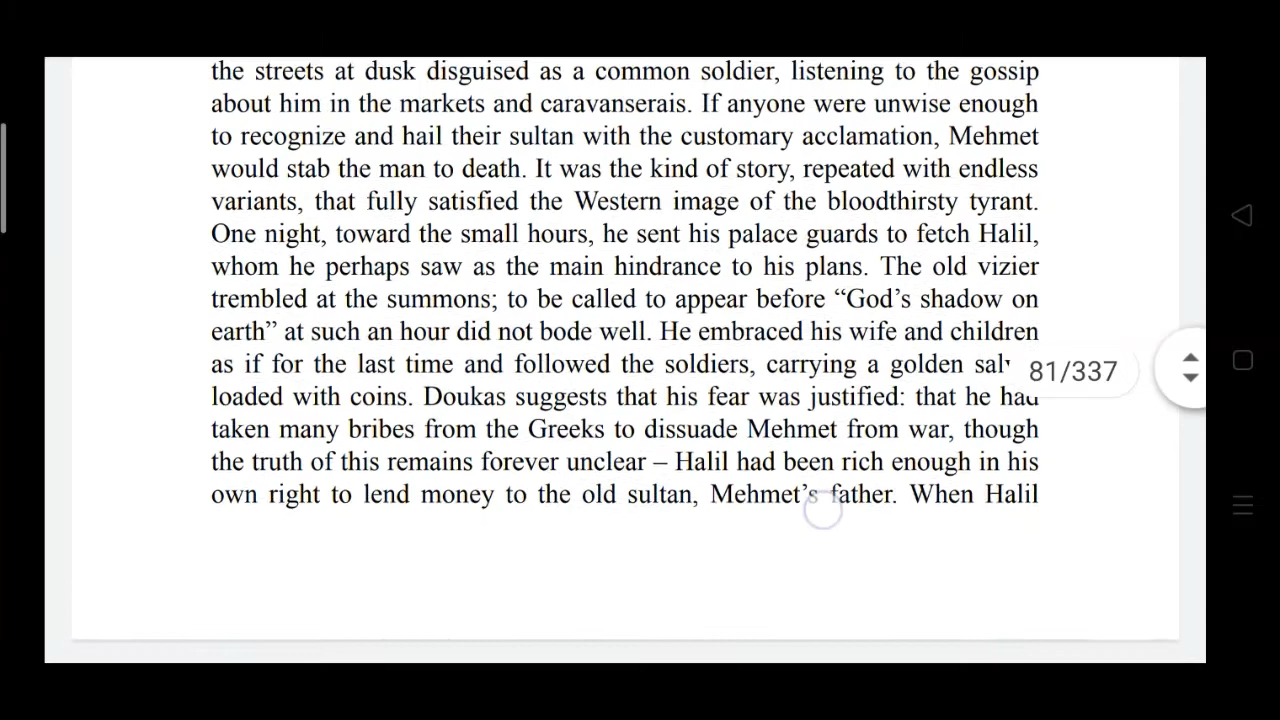 the streets at dusk disguised as a common soldier, listening to the gossip
about him in the markets and caravanserais. If anyone were unwise enough
to recognize and hail their sultan with the customary acclamation, Mehmet
would stab the man to death. It was the kind of story, repeated with endless
variants, that fully satisfied the Western image of the bloodthirsty tyrant.
One night, toward the small hours, he sent his palace guards to fetch Halil,
whom he perhaps saw as the main hindrance to his plans. The old vizier
trembled at the summons; to be called to appear before “God’s shadow on
earth” at such an hour did not bode well. He embraced his wife and children
as if for the last time and followed the soldiers, carrying a golden
81/337
loaded with coins. Doukas suggests that his fear was justified: that he had
taken many bribes from the Greeks to dissuade Mehmet from war, though
the truth of this remains forever unclear – Halil had been rich enough in his
own right to lend money to the old sultan, Mehmet’s father. When Halil